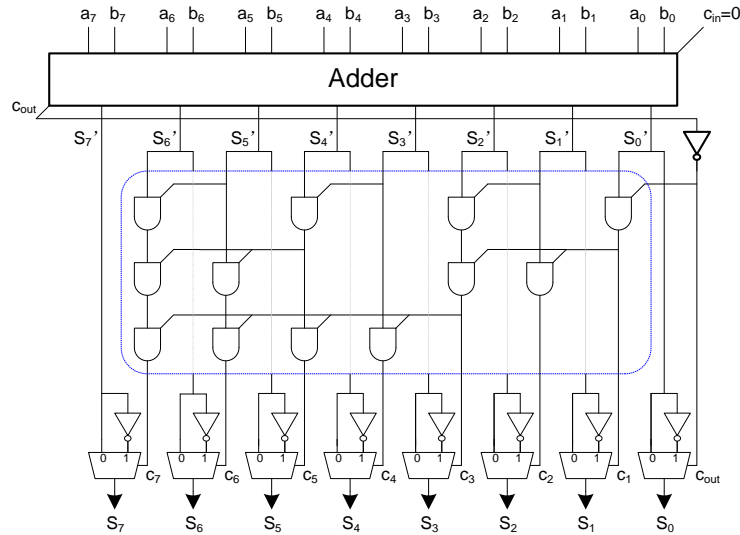 a7 b7 a6 b6 a5 b5 a4 b4 a3 b3 a2 b2 a1 b1 a0 b0 cin=0
Adder
cout
S7’ S6’ S5’ S4’ S3’ S2’ S1’ S0’
0 1 0 1 0 1 0 1 0 1 0 1 0 1 0 1
c7 c6 c5 c4 c3 c2 c1 cout
S7 S6 S5 S4 S3 S2 S1 S0